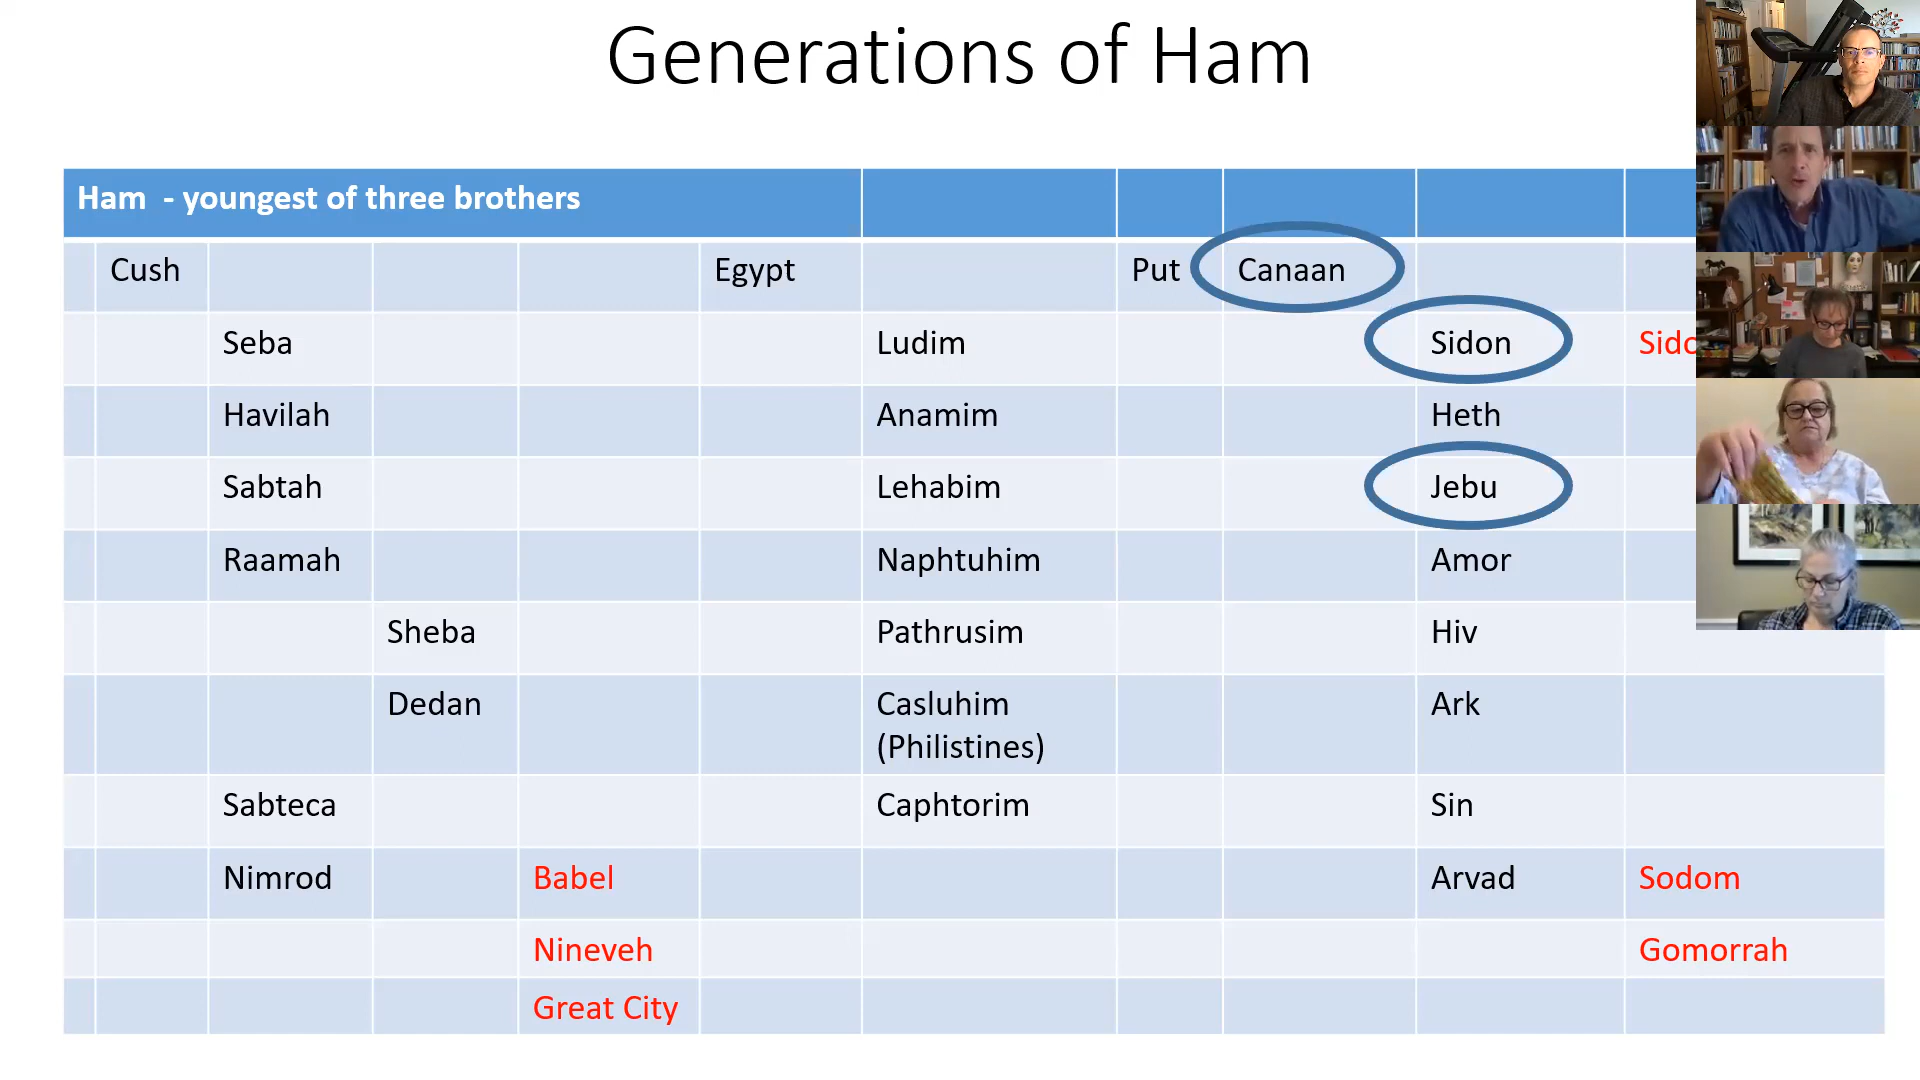 Generations of Ham
Ham - youngest of three brothers
Cush Egypt Put Canaan
Seba Ludim Sidon
Havilah Anamim Heth
Sabtah Lehabim Jebu
Raamah Naphtuhim Amor
Sheba Pathrusim Hiv
Dedan Casluhim Ark
(Philistines)
Sabteca Caphtorim Sin
Nimrod Babel Arvad Sodom
Nineveh Gomorrah
Great City